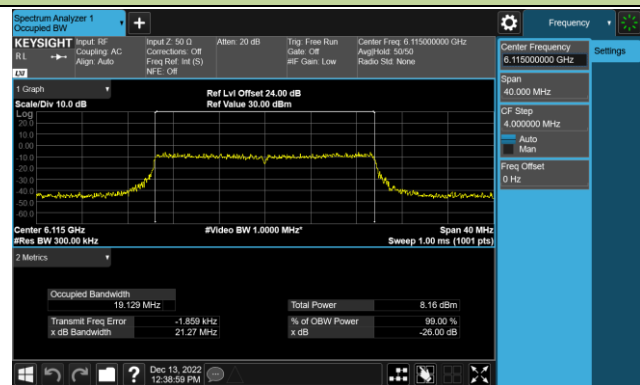 Spectrum Analyzer 1
Occupied BW
Frequency
KEYSIGHT
R L
LXI
Input: RF
Coupling: AC
Align: Auto
Input Z: 50 Ω
Corrections: Off
Freq Ref: Int (S)
NFE: Off
Atten: 20 dB
Trig: Free Run
Gate: Off
#IF Gain: Low
Center Freq: 6.115000000 GHz
Avg|Hold: 50/50
Radio Std: None
Center Frequency
6.115000000 GHz
Settings
Span
40.000 MHz
CF Step
4.000000 MHz
Auto
Man
Freq Offset
0 Hz
1 Graph
Scale/Div 10.0 dB
Ref Lvl Offset 24.00 dB
Ref Value 30.00 dBm
Log
20.0
10.0
0.00
-10.0
-20.0
-30.0
-40.0
-50.0
-60.0
Center 6.115 GHz
#Video BW 1.0000 MHz*
Span 40 MHz
#Res BW 300.00 kHz
Sweep 1.00 ms (1001 pts)
2 Metrics
Occupied Bandwidth
19.129 MHz
Total Power 8.16 dBm
Transmit Freq Error -1.859 kHz
% of OBW Power 99.00 %
x dB Bandwidth 21.27 MHz
x dB -26.00 dB
?
Dec 13, 2022
12:38:59 PM